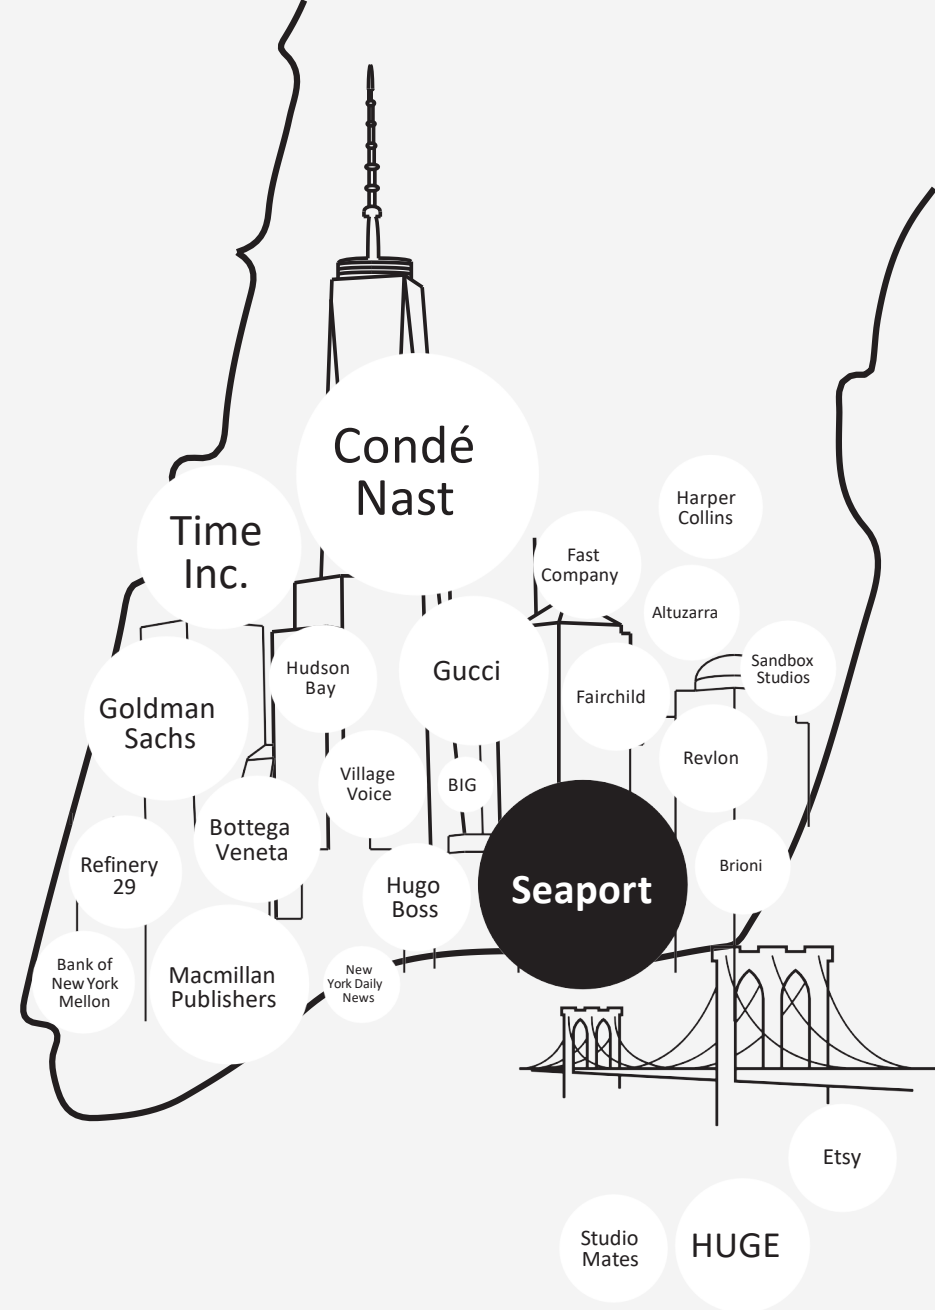 Condé
Nast
Time
Inc.
Harper
Collins
Fast
Company
Altuzarra
Sandbox
Studios
Hudson
Bay
Gucci
Fairchild
Goldman
Sachs
Revlon
Village
Voice
BIG
Bottega
Veneta
Refinery
29
Hugo
Boss
Seaport
Brioni
Bank of
New York
Mellon
Macmillan
Publishers
New
York Daily
News
Etsy
Studio
Mates
HUGE